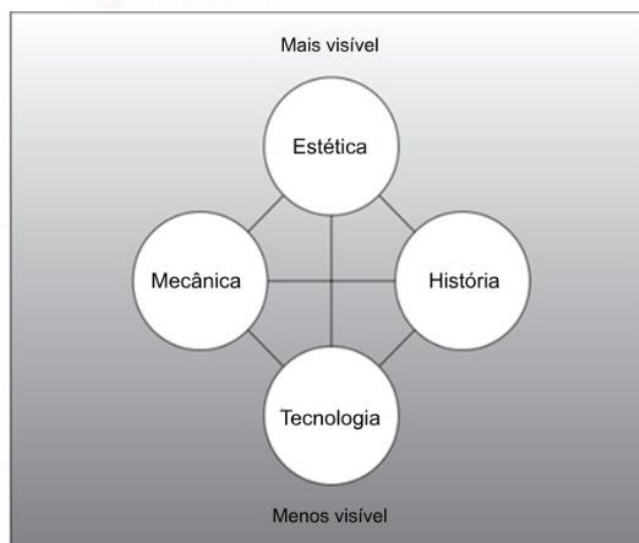 Mais visível
Estética
Mecânica
História
Tecnologia
Menos visível